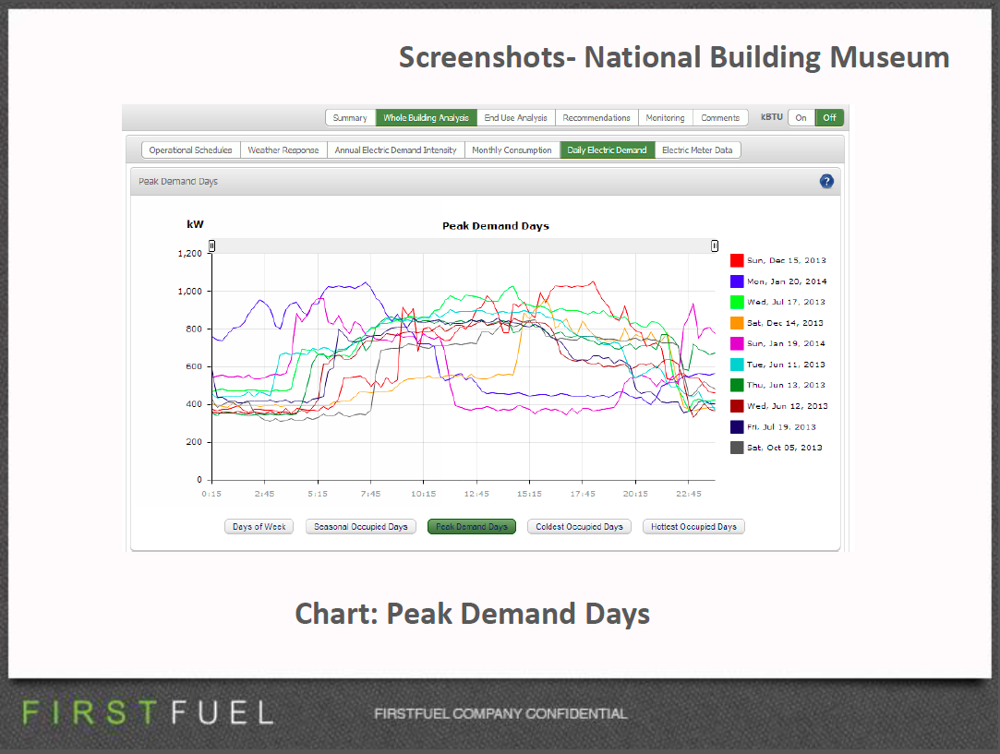 Screenshots- National Building Museum
Summary Whole Building Analysis End Use Analysis Recommendations Monitoring Comments kBTU On Off
Operational Schedules Weather Response Annual Electric Demand Intensity Monthly Consumption Daily Electric Demand Electric Meter Data
Peak Demand Days ?
kW Peak Demand Days
1,200
1,000
800
600
400
200
0
0:15 2:45 5:15 7:45 10:15 12:45 15:15 17:45 20:15 22:45
Sun, Dec 15, 2013
Mon, Jan 20, 2014
Wed, Jul 17, 2013
Sat, Dec 14, 2013
Sun, Jan 19, 2014
Tue, Jun 11, 2013
Thu, Jun 13, 2013
Wed, Jun 12, 2013
Fri, Jul 19, 2013
Sat, Oct 05, 2013
Days of Week Seasonal Occupied Days Peak Demand Days Coldest Occupied Days Hottest Occupied Days
Chart: Peak Demand Days
FIRSTFUEL FIRSTFUEL COMPANY CONFIDENTIAL